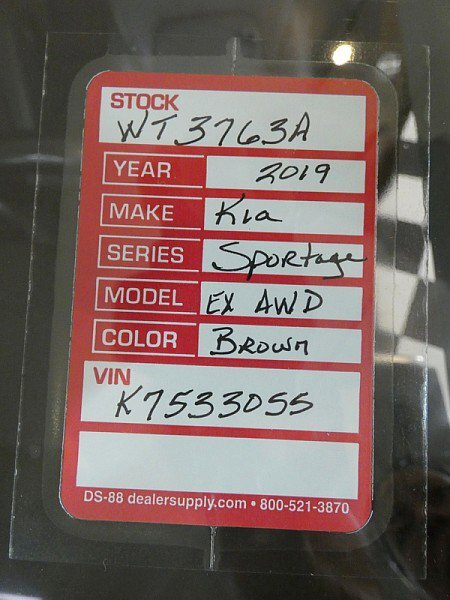 STOCK
WT3763A
YEAR 2019
MAKE Kia
SERIES Sportage
MODEL EX AWD
COLOR Brown
VIN
K7533055
DS-88 dealersupply.com • 800-521-3870